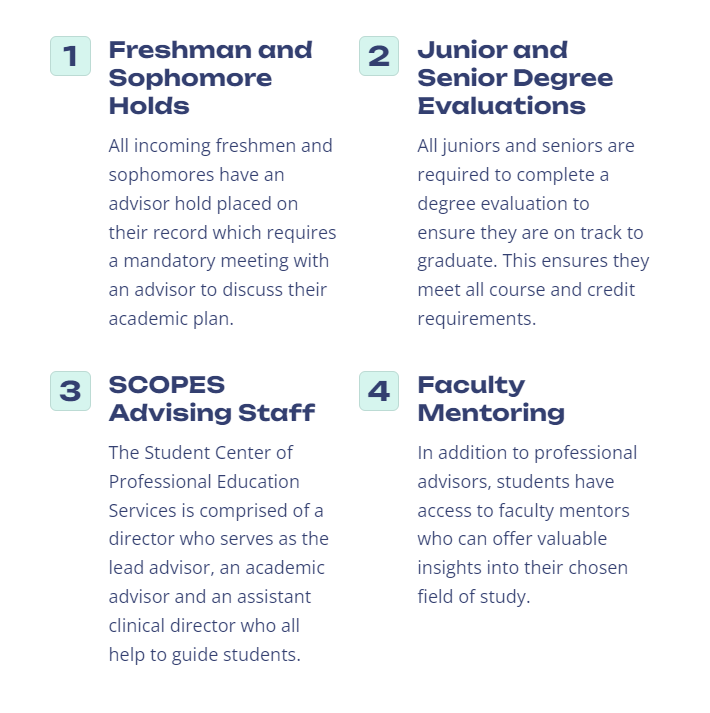 1
Freshman and
Sophomore
Holds
All incoming freshmen and
sophomores have an
advisor hold placed on
their record which requires
a mandatory meeting with
an advisor to discuss their
academic plan.
2
Junior and
Senior Degree
Evaluations
All juniors and seniors are
required to complete a
degree evaluation to
ensure they are on track to
graduate. This ensures they
meet all course and credit
requirements.
3
SCOPES
Advising Staff
The Student Center of
Professional Education
Services is comprised of a
director who serves as the
lead advisor, an academic
advisor and an assistant
clinical director who all
help to guide students.
4
Faculty
Mentoring
In addition to professional
advisors, students have
access to faculty mentors
who can offer valuable
insights into their chosen
field of study.